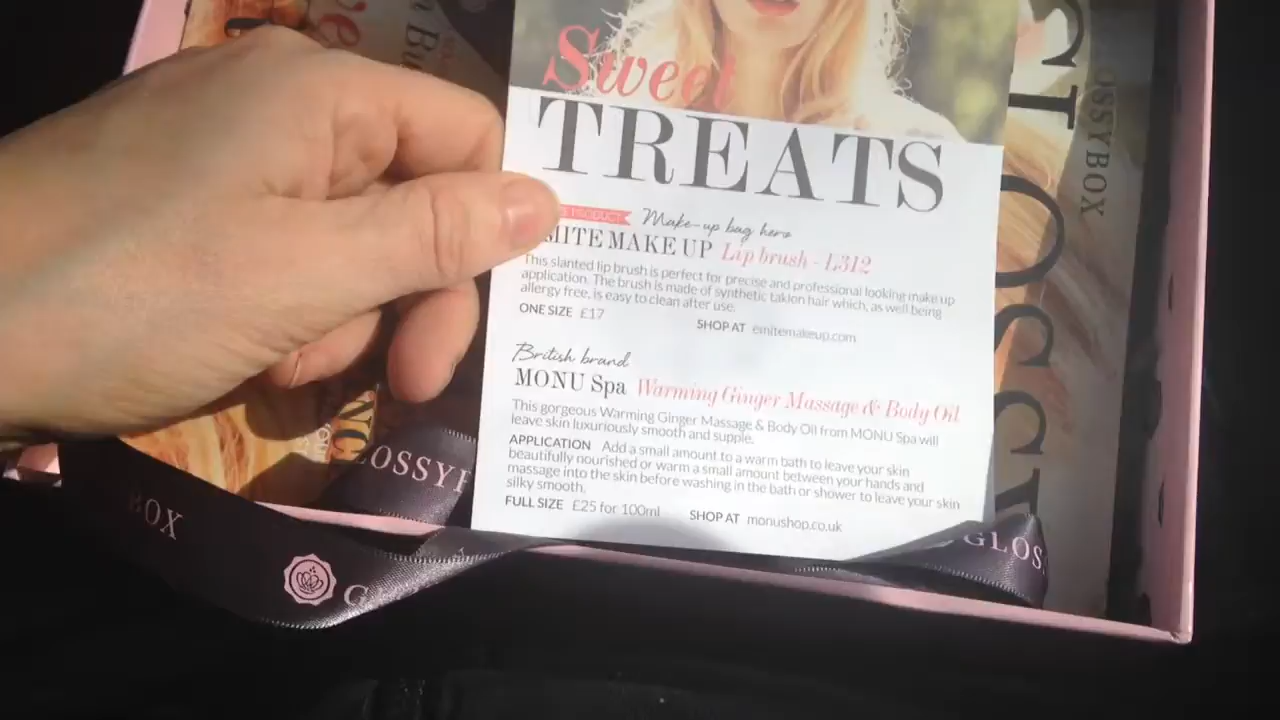 Sweet
TREATS
PRODUCT Make-up bag hero
MAKE UP Lip brush - L312
This slanted lip brush is perfect for precise and professional looking make up
application. The brush is made of synthetic taklon hair which, as well being
allergy free, is easy to clean after use.
ONE SIZE £17 SHOP AT emitemakeup.com
British brand
MONU Spa Warming Ginger Massage & Body Oil
This gorgeous Warming Ginger Massage & Body Oil from MONU Spa will
leave skin luxuriously smooth and supple.
APPLICATION Add a small amount to a warm bath to leave your skin
beautifully nourished or warm a small amount between your hands and
massage into the skin before washing in the bath or shower to leave your skin
silky smooth.
FULL SIZE £25 for 100ml SHOP AT monushop.co.uk
BOX
GLOS